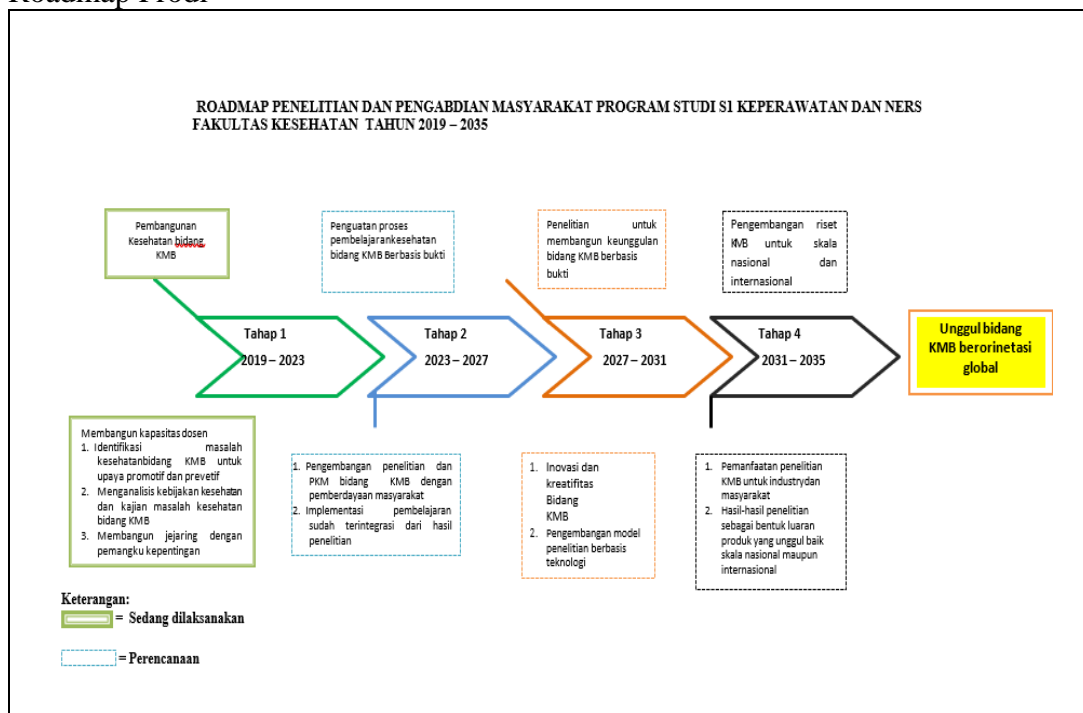 Roadmap Prodi
ROADMAP PENELITIAN DAN PENGABDIAN MASYARAKAT PROGRAM STUDI S1 KEPERAWATAN DAN NERS
FAKULTAS KESEHATAN TAHUN 2019 – 2035
Pembangunan
Kesehatan bidang
KMB
Penguatan proses
pembelajarankesehatan
bidang KMB Berbasis bukti
Penelitian untuk
membangun keunggulan
bidang KMB berbasis
bukti
Pengembangan riset
KMB untuk skala
nasional dan
internasional
Tahap 1
2019 – 2023
Tahap 2
2023 – 2027
Tahap 3
2027 – 2031
Tahap 4
2031 – 2035
Unggul bidang
KMB berorinetasi
global
Membangun kapasitas dosen
1. Identifikasi masalah
kesehatanbidang KMB untuk
upaya promotif dan prevetif
2. Menganalisis kebijakan kesehatan
dan kajian masalah kesehatan
bidang KMB
3. Membangun jejaring dengan
pemangku kepentingan
1. Pengembangan penelitian dan
PKM bidang KMB dengan
pemberdayaan masyarakat
2. Implementasi pembelajaran
sudah terintegrasi dari hasil
penelitian
1. Inovasi dan
kreatifitas
Bidang
KMB
2. Pengembangan model
penelitian berbasis
teknologi
1. Pemanfaatan penelitian
KMB untuk industrydan
masyarakat
2. Hasil-hasil penelitian
sebagai bentuk luaran
produk yang unggul baik
skala nasional maupun
internasional
Keterangan:
= Sedang dilaksanakan
= Perencanaan